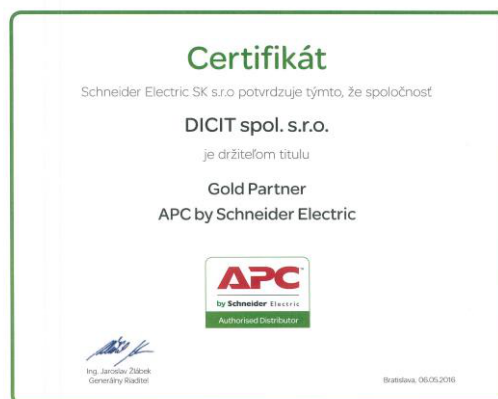 Certifikát
Schneider Electric SK s.r.o potvrdzuje týmto, že spoločnosť
DICIT spol. s.r.o.
je držiteľom titulu
Gold Partner
APC by Schneider Electric
APC
by Schneider Electric
Authorised Distributor
Ing. Jaroslav Žlábek
Generálny Riaditel
Bratislava, 06.05.2016